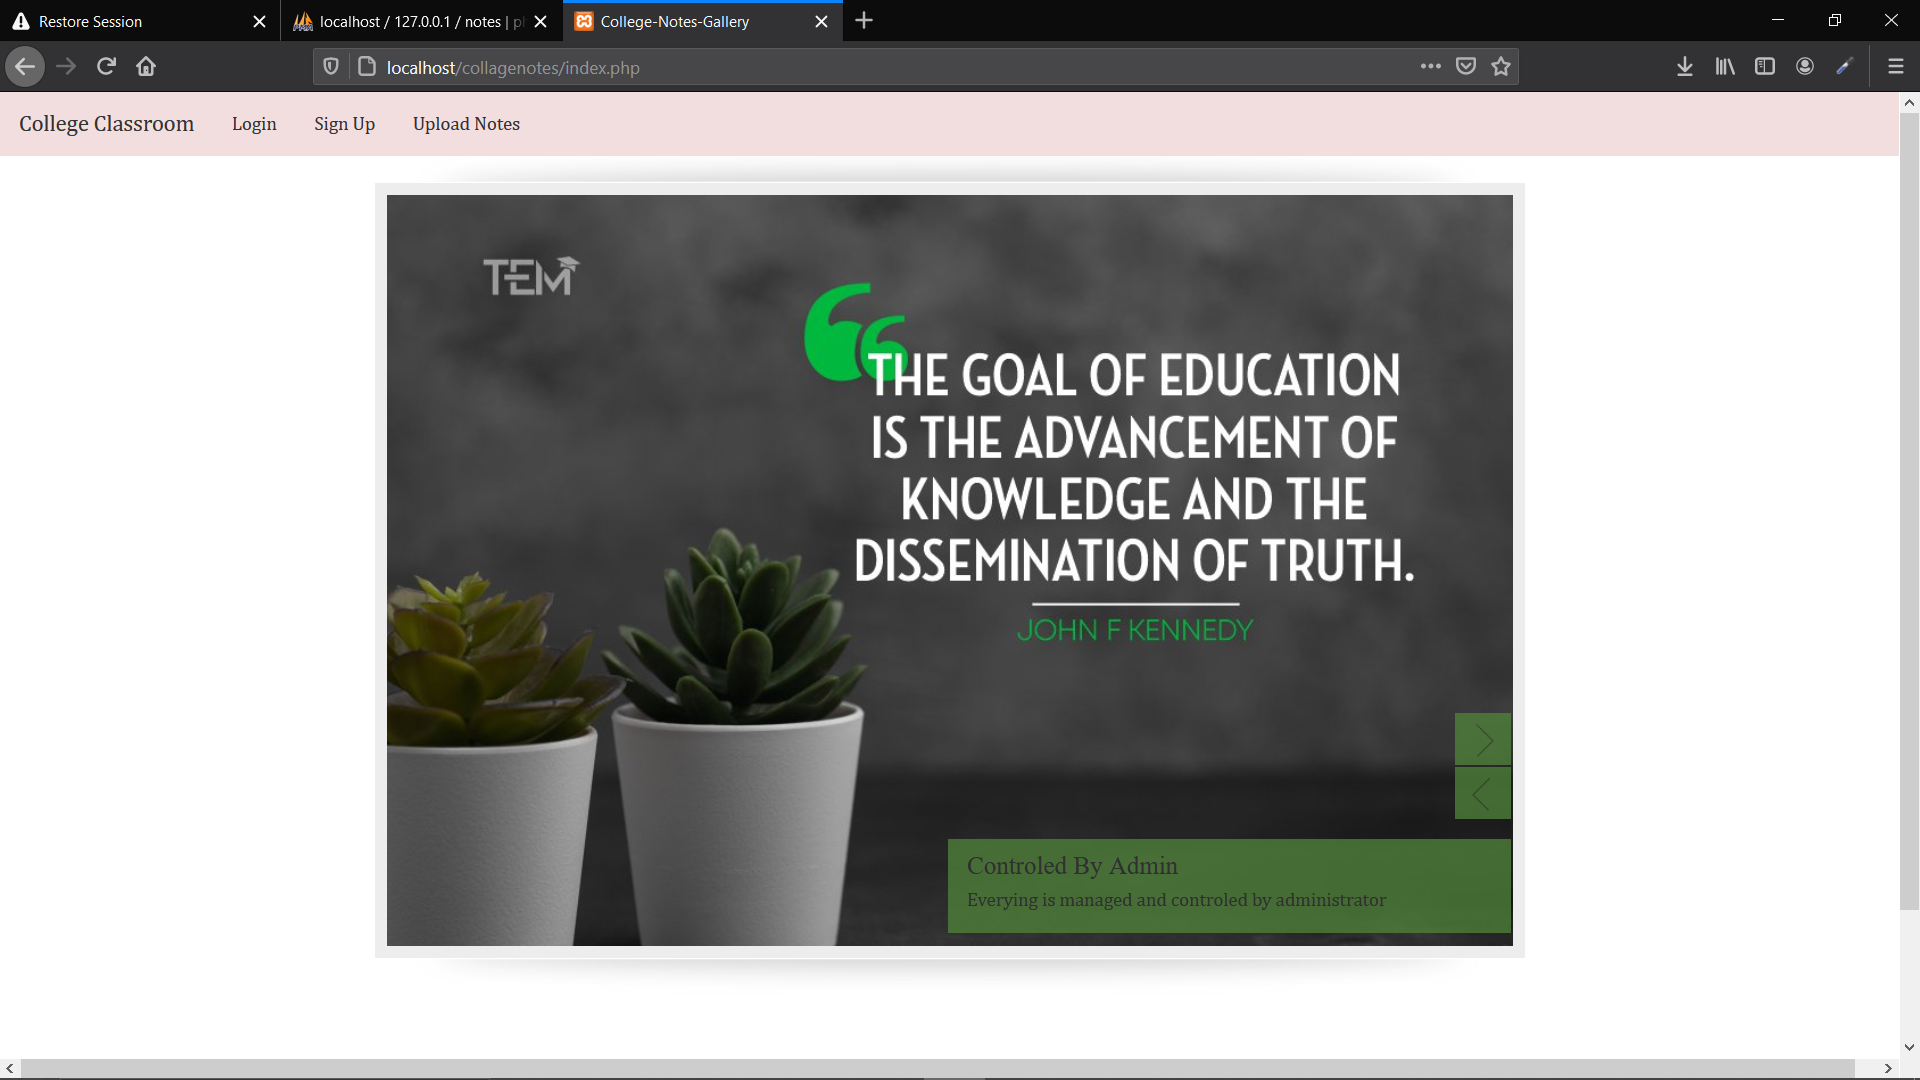 Restore Session
localhost / 127.0.0.1 / notes | ph
College-Notes-Gallery
localhost/collagenotes/index.php
College Classroom
Login
Sign Up
Upload Notes
TEM
THE GOAL OF EDUCATION
IS THE ADVANCEMENT OF
KNOWLEDGE AND THE
DISSEMINATION OF TRUTH.
JOHN F KENNEDY
Controled By Admin
Everying is managed and controled by administrator